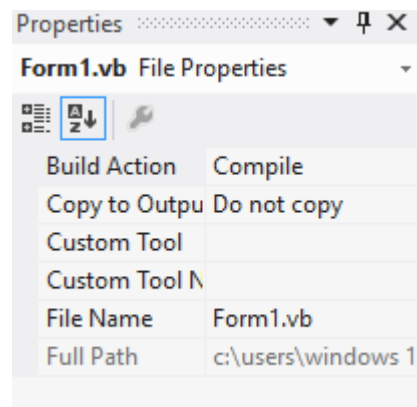 Properties
Form1.vb File Properties
Build Action Compile
Copy to Outpu Do not copy
Custom Tool
Custom Tool N
File Name Form1.vb
Full Path c:\users\windows 1